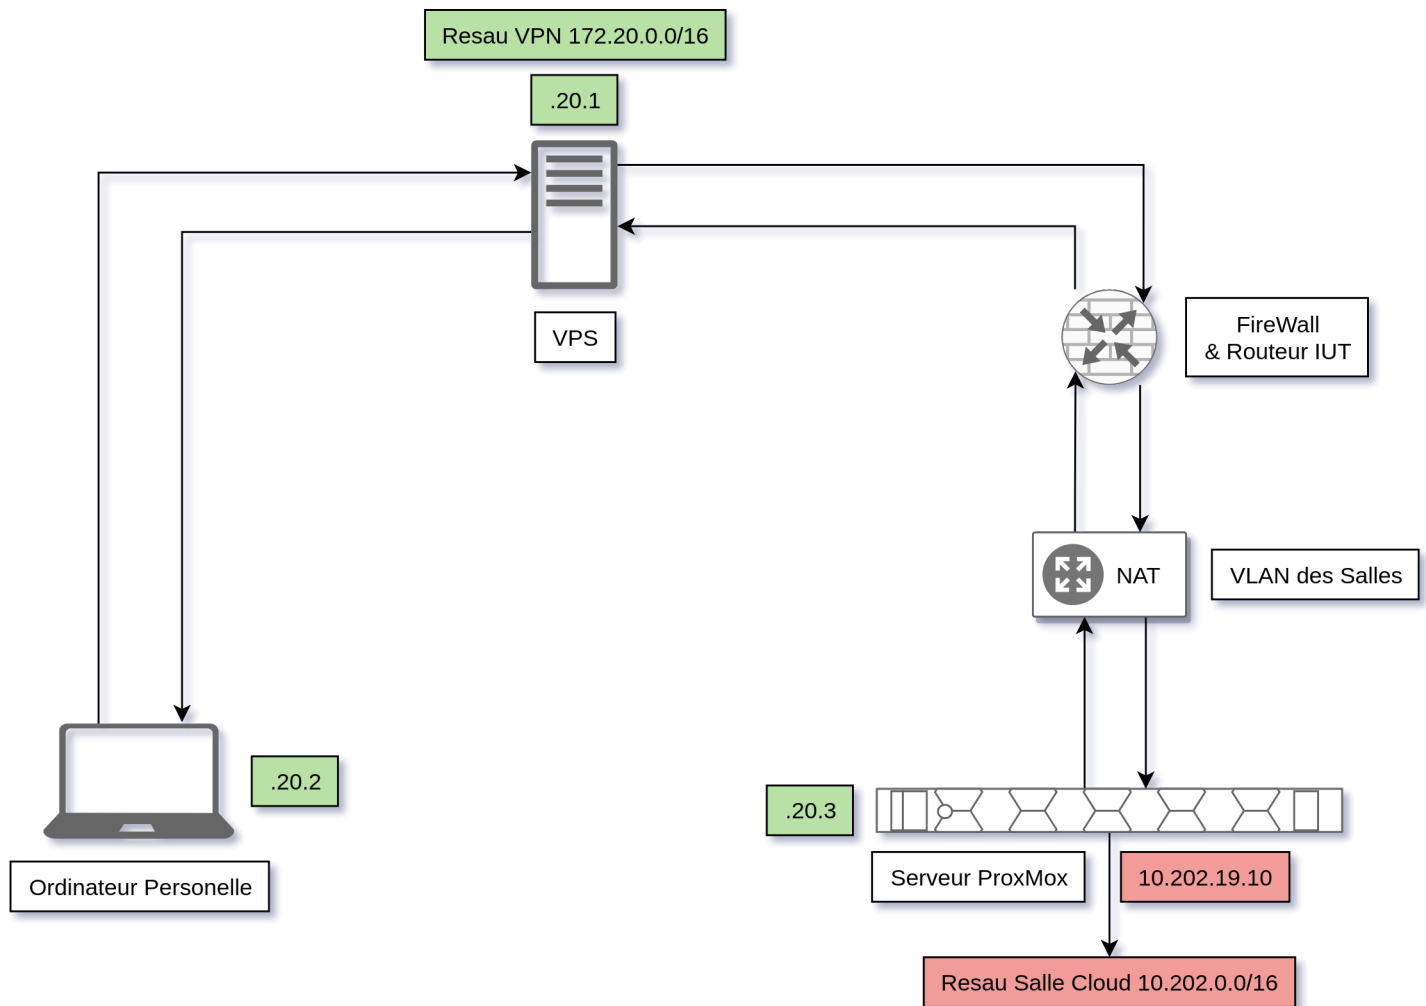 Resau VPN 172.20.0.0/16
.20.1
VPS
FireWall
& Routeur IUT
NAT
VLAN des Salles
.20.2
.20.3
Ordinateur Personelle
Serveur ProxMox
10.202.19.10
Resau Salle Cloud 10.202.0.0/16